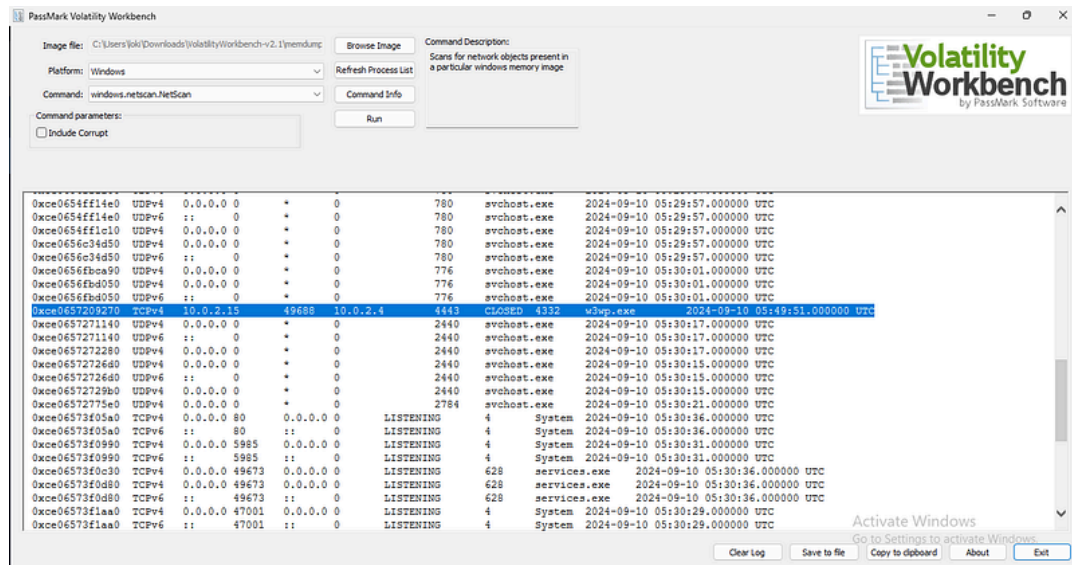 PassMark Volatility Workbench
Image file: C:\Users\loki\Downloads\VolatilityWorkbench-v2.1\memdump
Browse Image
Command Description:
Scans for network objects present in
a particular windows memory image
Platform: Windows
Refresh Process List
Command: windows.netscan.NetScan
Command Info
Command parameters:
Include Corrupt
Run
Volatility
Workbench
by PassMark Software
0xce0654ff14e0 UDPv4 0.0.0.0 0 * 0 780 svchost.exe 2024-09-10 05:29:57.000000 UTC
0xce0654ff14e0 UDPv6 :: 0 * 0 780 svchost.exe 2024-09-10 05:29:57.000000 UTC
0xce0654ff1c10 UDPv4 0.0.0.0 0 * 0 780 svchost.exe 2024-09-10 05:29:57.000000 UTC
0xce0656c34d50 UDPv4 0.0.0.0 0 * 0 780 svchost.exe 2024-09-10 05:29:57.000000 UTC
0xce0656c34d50 UDPv6 :: 0 * 0 780 svchost.exe 2024-09-10 05:29:57.000000 UTC
0xce0656fbca90 UDPv4 0.0.0.0 0 * 0 776 svchost.exe 2024-09-10 05:30:01.000000 UTC
0xce0656fbd050 UDPv4 0.0.0.0 0 * 0 776 svchost.exe 2024-09-10 05:30:01.000000 UTC
0xce0656fbd050 UDPv6 :: 0 * 0 776 svchost.exe 2024-09-10 05:30:01.000000 UTC
0xce0657209270 TCPv4 10.0.2.15 49688 10.0.2.4 4443 CLOSED 4332 w3wp.exe 2024-09-10 05:49:51.000000 UTC
0xce0657271140 UDPv4 0.0.0.0 0 * 0 2440 svchost.exe 2024-09-10 05:30:17.000000 UTC
0xce0657271140 UDPv6 :: 0 * 0 2440 svchost.exe 2024-09-10 05:30:17.000000 UTC
0xce0657272280 UDPv4 0.0.0.0 0 * 0 2440 svchost.exe 2024-09-10 05:30:17.000000 UTC
0xce06572726d0 UDPv4 0.0.0.0 0 * 0 2440 svchost.exe 2024-09-10 05:30:15.000000 UTC
0xce06572726d0 UDPv6 :: 0 * 0 2440 svchost.exe 2024-09-10 05:30:15.000000 UTC
0xce06572729b0 UDPv4 0.0.0.0 0 * 0 2440 svchost.exe 2024-09-10 05:30:15.000000 UTC
0xce06572775e0 UDPv4 0.0.0.0 0 * 0 2784 svchost.exe 2024-09-10 05:30:21.000000 UTC
0xce06573f05a0 TCPv4 0.0.0.0 80 0.0.0.0 0 LISTENING 4 System 2024-09-10 05:30:36.000000 UTC
0xce06573f05a0 TCPv6 :: 80 :: 0 LISTENING 4 System 2024-09-10 05:30:36.000000 UTC
0xce06573f0990 TCPv4 0.0.0.0 5985 0.0.0.0 0 LISTENING 4 System 2024-09-10 05:30:31.000000 UTC
0xce06573f0990 TCPv6 :: 5985 :: 0 LISTENING 4 System 2024-09-10 05:30:31.000000 UTC
0xce06573f0c30 TCPv4 0.0.0.0 49673 0.0.0.0 0 LISTENING 628 services.exe 2024-09-10 05:30:36.000000 UTC
0xce06573f0d80 TCPv4 0.0.0.0 49673 0.0.0.0 0 LISTENING 628 services.exe 2024-09-10 05:30:36.000000 UTC
0xce06573f0d80 TCPv6 :: 49673 :: 0 LISTENING 628 services.exe 2024-09-10 05:30:36.000000 UTC
0xce06573f1aa0 TCPv4 0.0.0.0 47001 0.0.0.0 0 LISTENING 4 System 2024-09-10 05:30:29.000000 UTC
0xce06573f1aa0 TCPv6 :: 47001 :: 0 LISTENING 4 System 2024-09-10 05:30:29.000000 UTC
Activate Windows
Go to Settings to activate Windows.
Clear Log
Save to file
Copy to clipboard
About
Exit